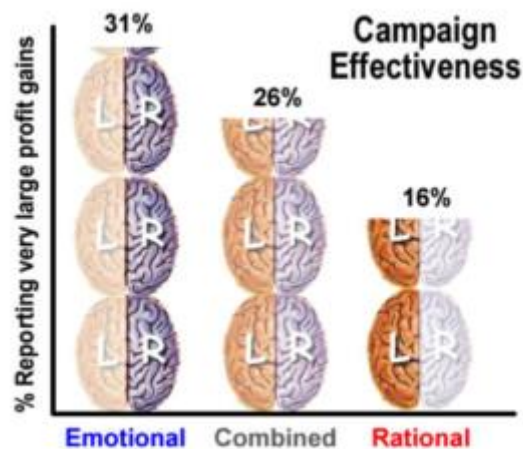 Campaign
Effectiveness
31%
26%
16%
% Reporting very large profit gains
L R
L R
L R
L R
L R
L R
L R
L R
Emotional Combined Rational